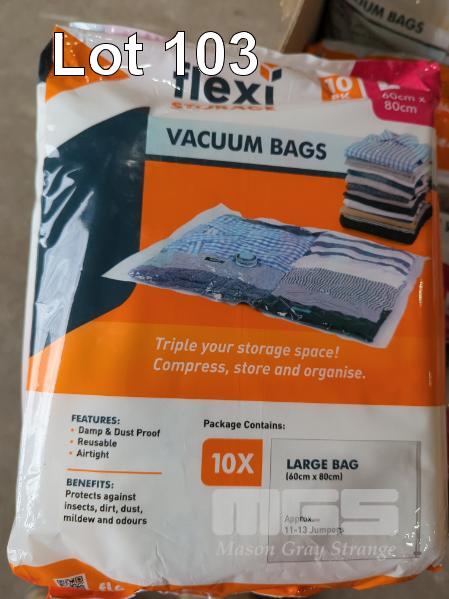 Lot 103
flexi
STORAGE
10
PK
L
60cm x
80cm
VACUUM BAGS
Triple your storage space!
Compress, store and organise.
FEATURES:
• Damp & Dust Proof
• Reusable
• Airtight
BENEFITS:
Protects against
insects, dirt, dust,
mildew and odours
Package Contains:
10X
LARGE BAG
(60cm x 80cm)
Approx.
11-13 Jumpers
MGS
Mason Gray Strange